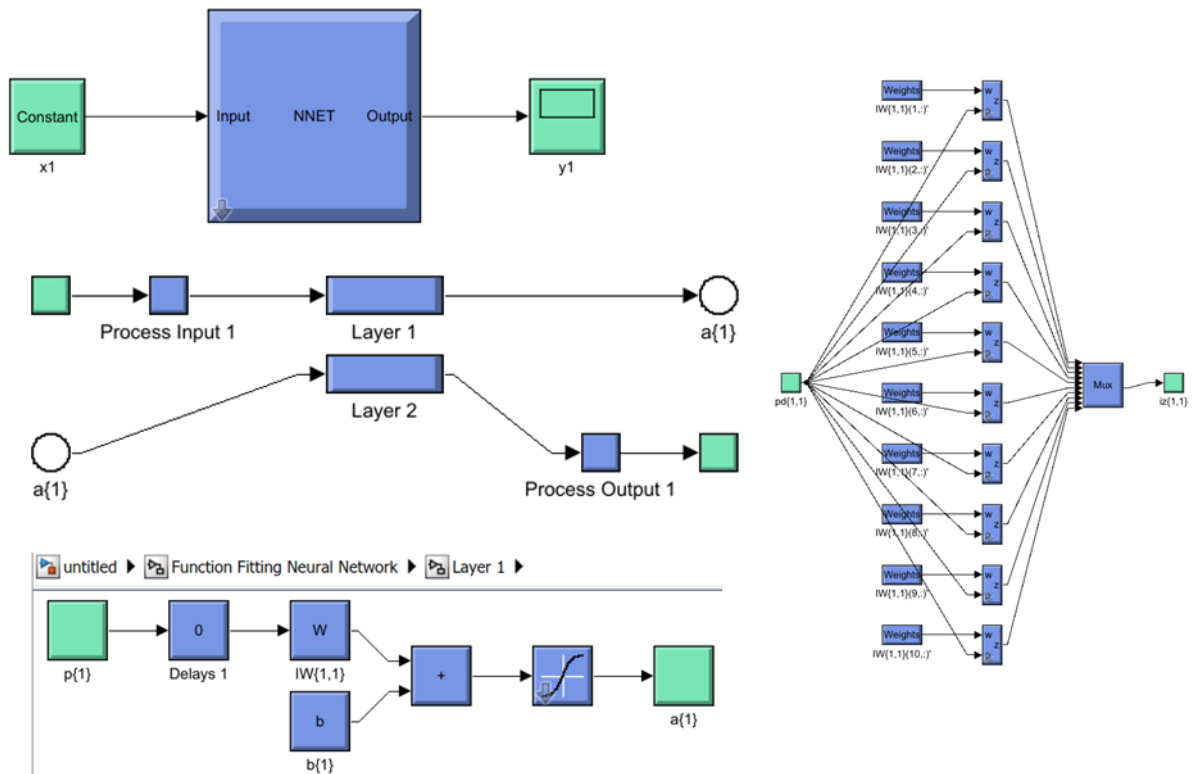 Constant
x1
Input NNET Output
y1
Process Input 1
Layer 1
a{1}
Layer 2
a{1}
Process Output 1
untitled Function Fitting Neural Network Layer 1
p{1}
0
Delays 1
W
IW{1,1}
b
b{1}
+
a{1}
pd{1,1}
Weights
IW{1,1}(1,:)'
w
p
z
Weights
IW{1,1}(2,:)'
w
p
z
Weights
IW{1,1}(3,:)'
w
p
z
Weights
IW{1,1}(4,:)'
w
p
z
Weights
IW{1,1}(5,:)'
w
p
z
Weights
IW{1,1}(6,:)'
w
p
z
Weights
IW{1,1}(7,:)'
w
p
z
Weights
IW{1,1}(8,:)'
w
p
z
Weights
IW{1,1}(9,:)'
w
p
z
Weights
IW{1,1}(10,:)'
w
p
z
Mux
iz{1,1}